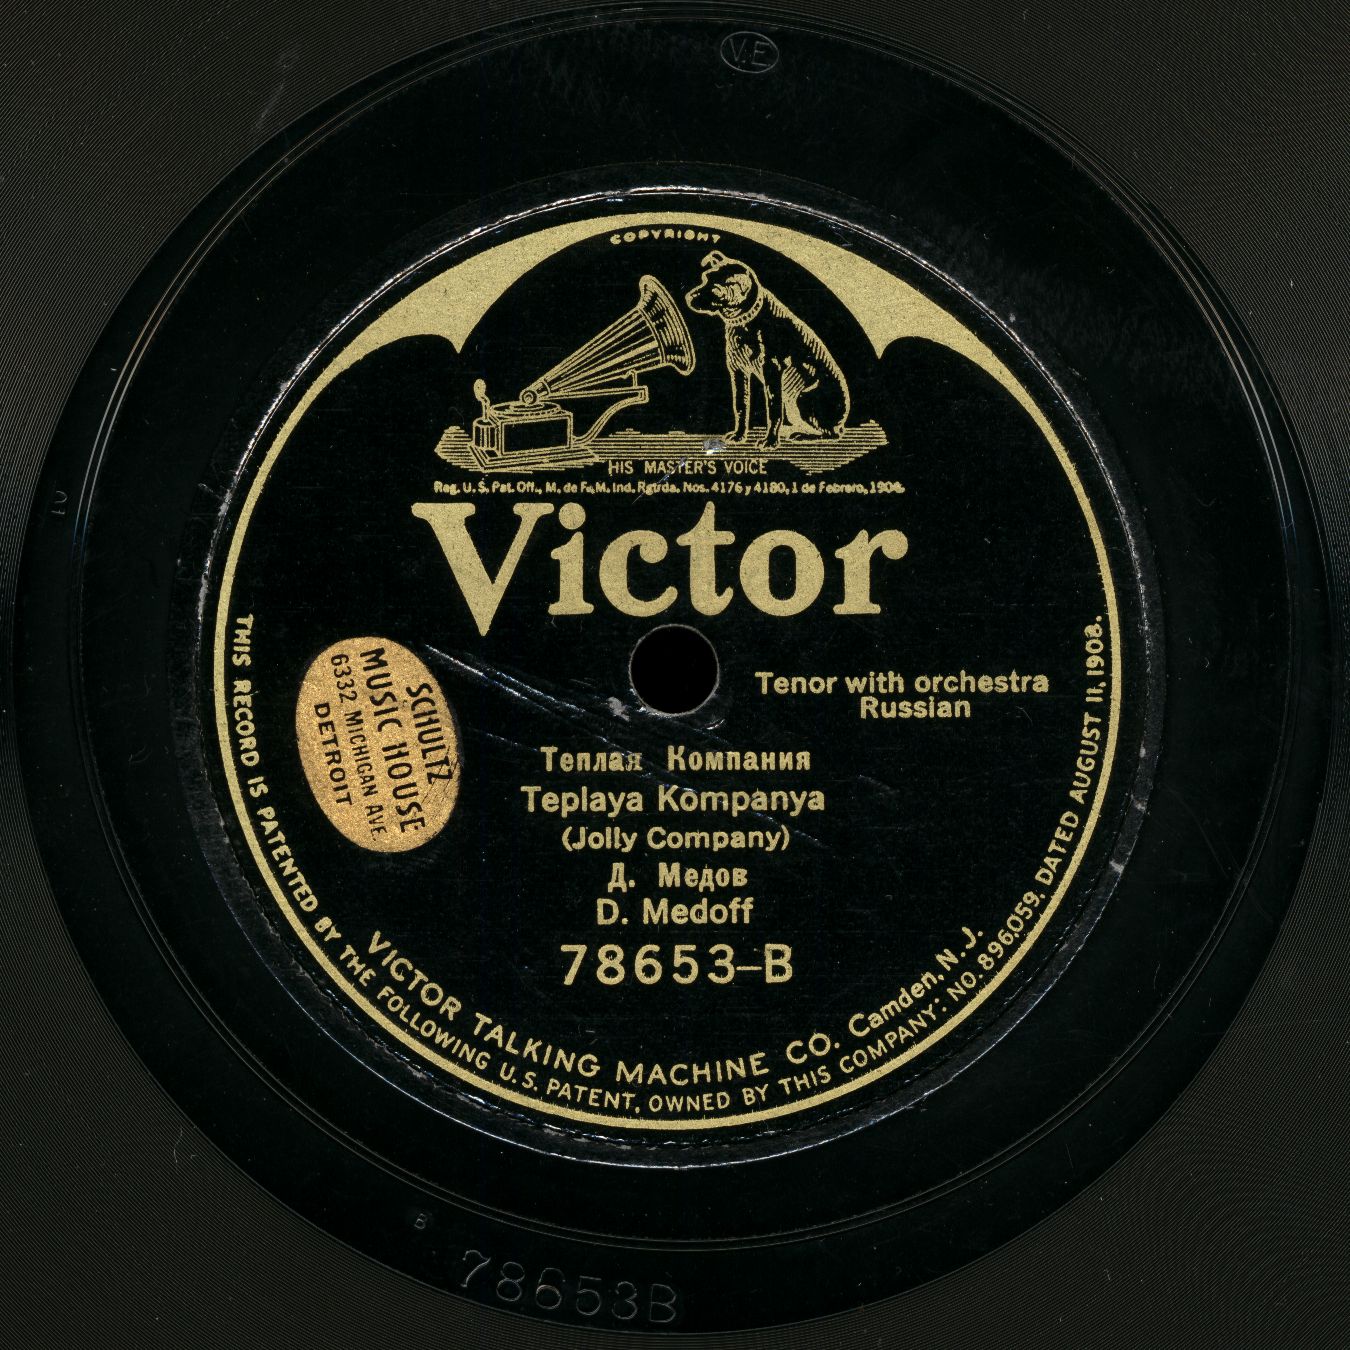 V.E
COPYRIGHT
HIS MASTER'S VOICE
Reg. U.S. Pat. Off., M. de F., M. Ind. Rgtrda. Nos. 4176 y 4180, 1 de Febrero, 1908.
Victor
Tenor with orchestra
Russian
SCHULTZ
MUSIC HOUSE
6332 MICHIGAN AVE.
DETROIT
Теплая Компания
Teplaya Kompanya
(Jolly Company)
Д. Медов
D. Medoff
78653-B
VICTOR TALKING MACHINE CO. Camden, N. J.
THIS RECORD IS PATENTED BY THE FOLLOWING U.S. PATENT, OWNED BY THIS COMPANY: NO. 896,059, DATED AUGUST 11, 1908.
B
78653B